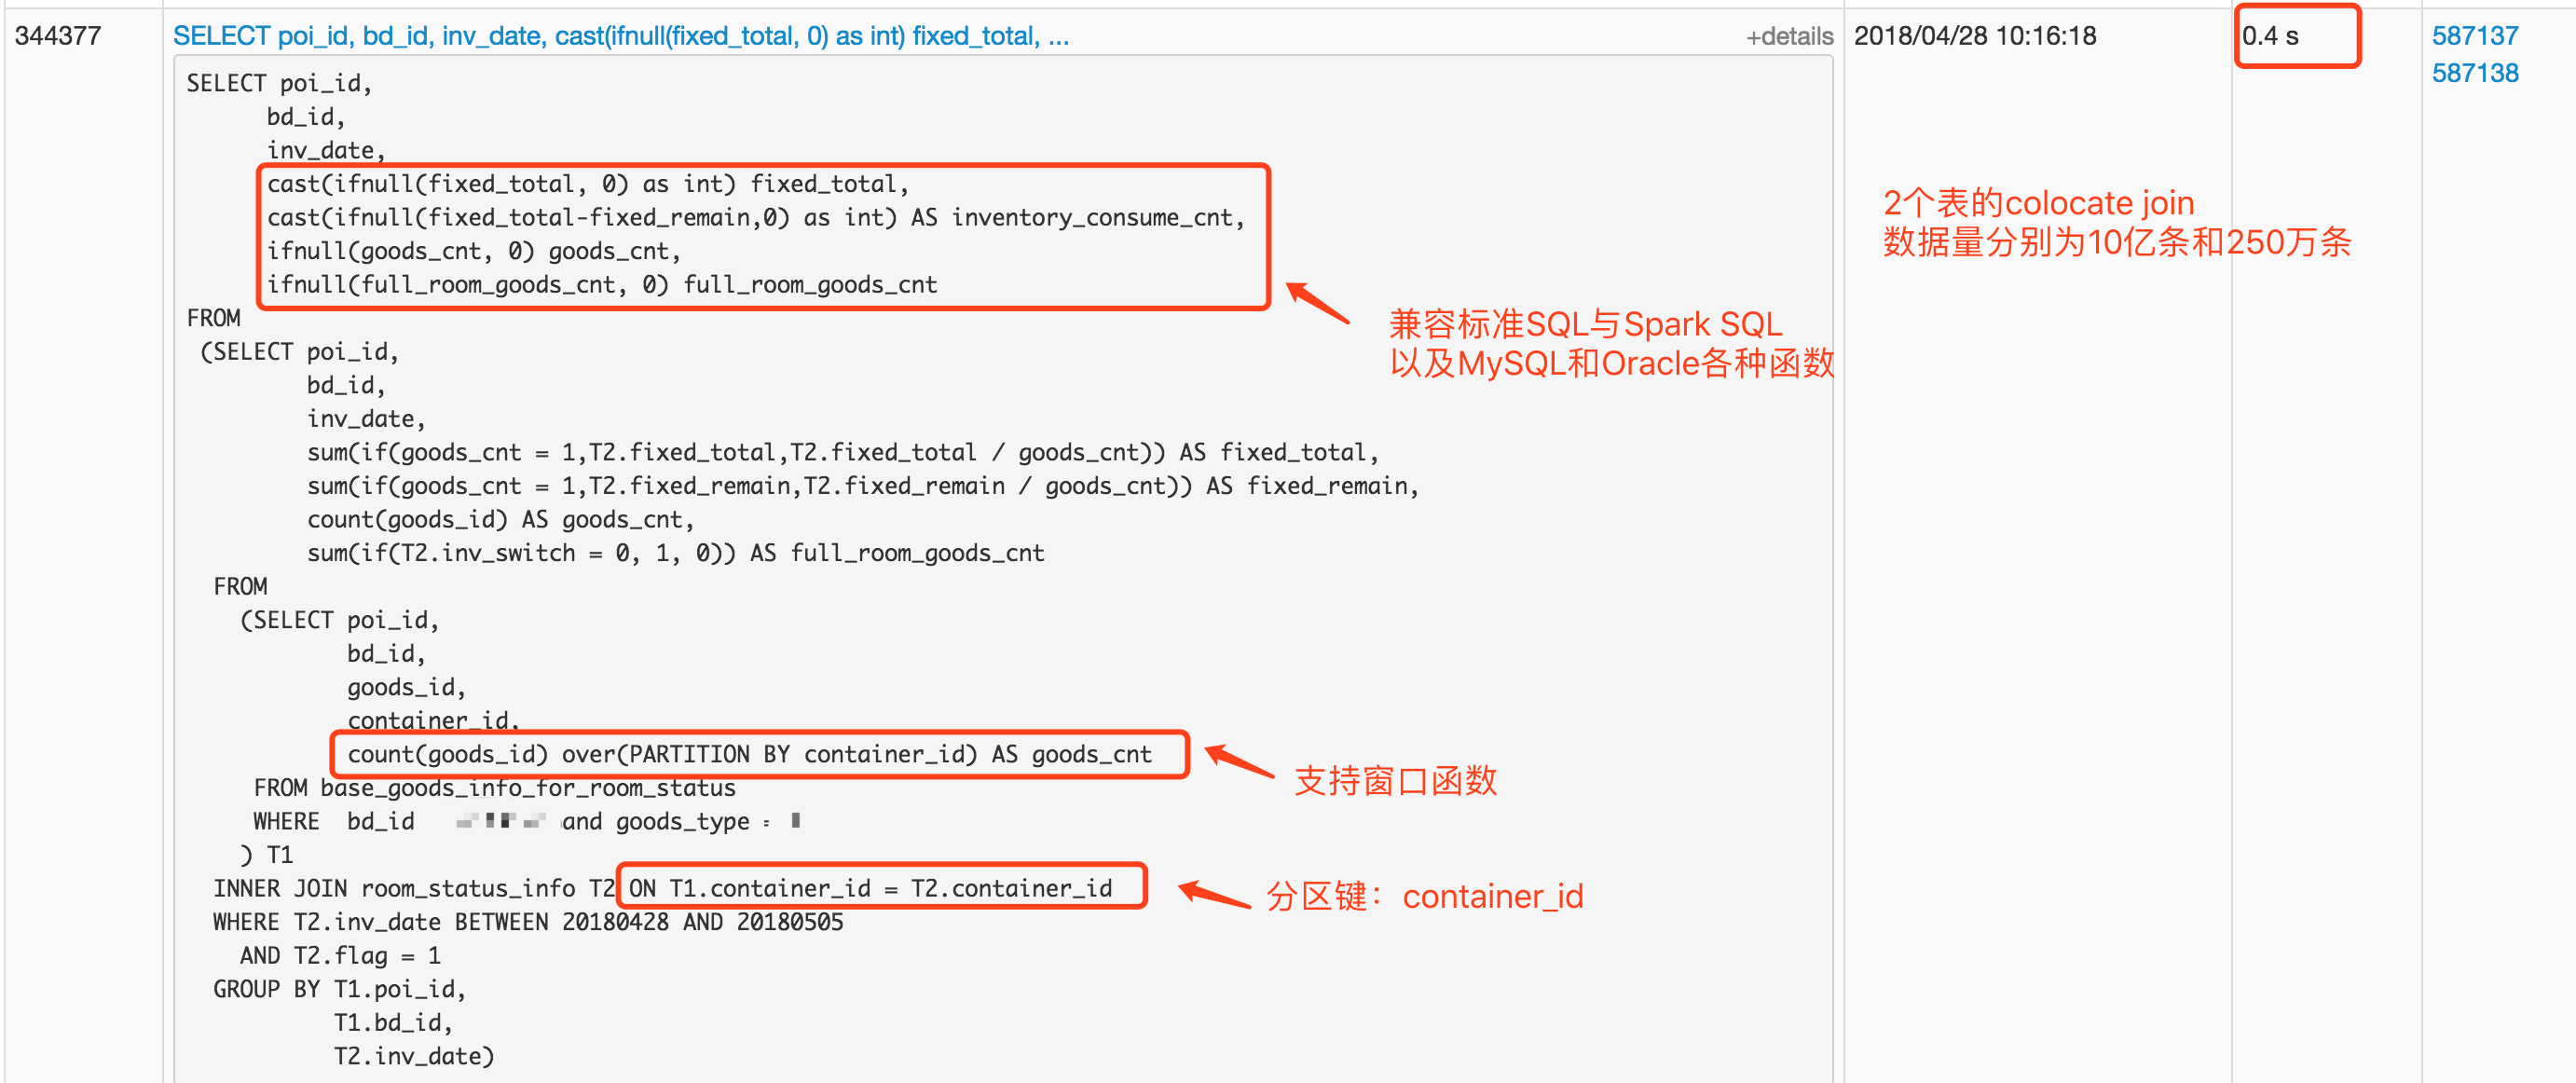 344377
SELECT poi_id, bd_id, inv_date, cast(ifnull(fixed_total, 0) as int) fixed_total, ...
+details
2018/04/28 10:16:18
0.4 s
587137
587138
SELECT poi_id,
bd_id,
inv_date,
cast(ifnull(fixed_total, 0) as int) fixed_total,
cast(ifnull(fixed_total-fixed_remain,0) as int) AS inventory_consume_cnt,
ifnull(goods_cnt, 0) goods_cnt,
ifnull(full_room_goods_cnt, 0) full_room_goods_cnt
2个表的colocate join
数据量分别为10亿条和250万条
兼容标准SQL与Spark SQL
以及MySQL和Oracle各种函数
FROM
(SELECT poi_id,
bd_id,
inv_date,
sum(if(goods_cnt = 1,T2.fixed_total,T2.fixed_total / goods_cnt)) AS fixed_total,
sum(if(goods_cnt = 1,T2.fixed_remain,T2.fixed_remain / goods_cnt)) AS fixed_remain,
count(goods_id) AS goods_cnt,
sum(if(T2.inv_switch = 0, 1, 0)) AS full_room_goods_cnt
FROM
(SELECT poi_id,
bd_id,
goods_id,
container_id,
count(goods_id) over(PARTITION BY container_id) AS goods_cnt
支持窗口函数
FROM base_goods_info_for_room_status
WHERE bd_id and goods_type =
) T1
INNER JOIN room_status_info T2 ON T1.container_id = T2.container_id
分区键：container_id
WHERE T2.inv_date BETWEEN 20180428 AND 20180505
AND T2.flag = 1
GROUP BY T1.poi_id,
T1.bd_id,
T2.inv_date)